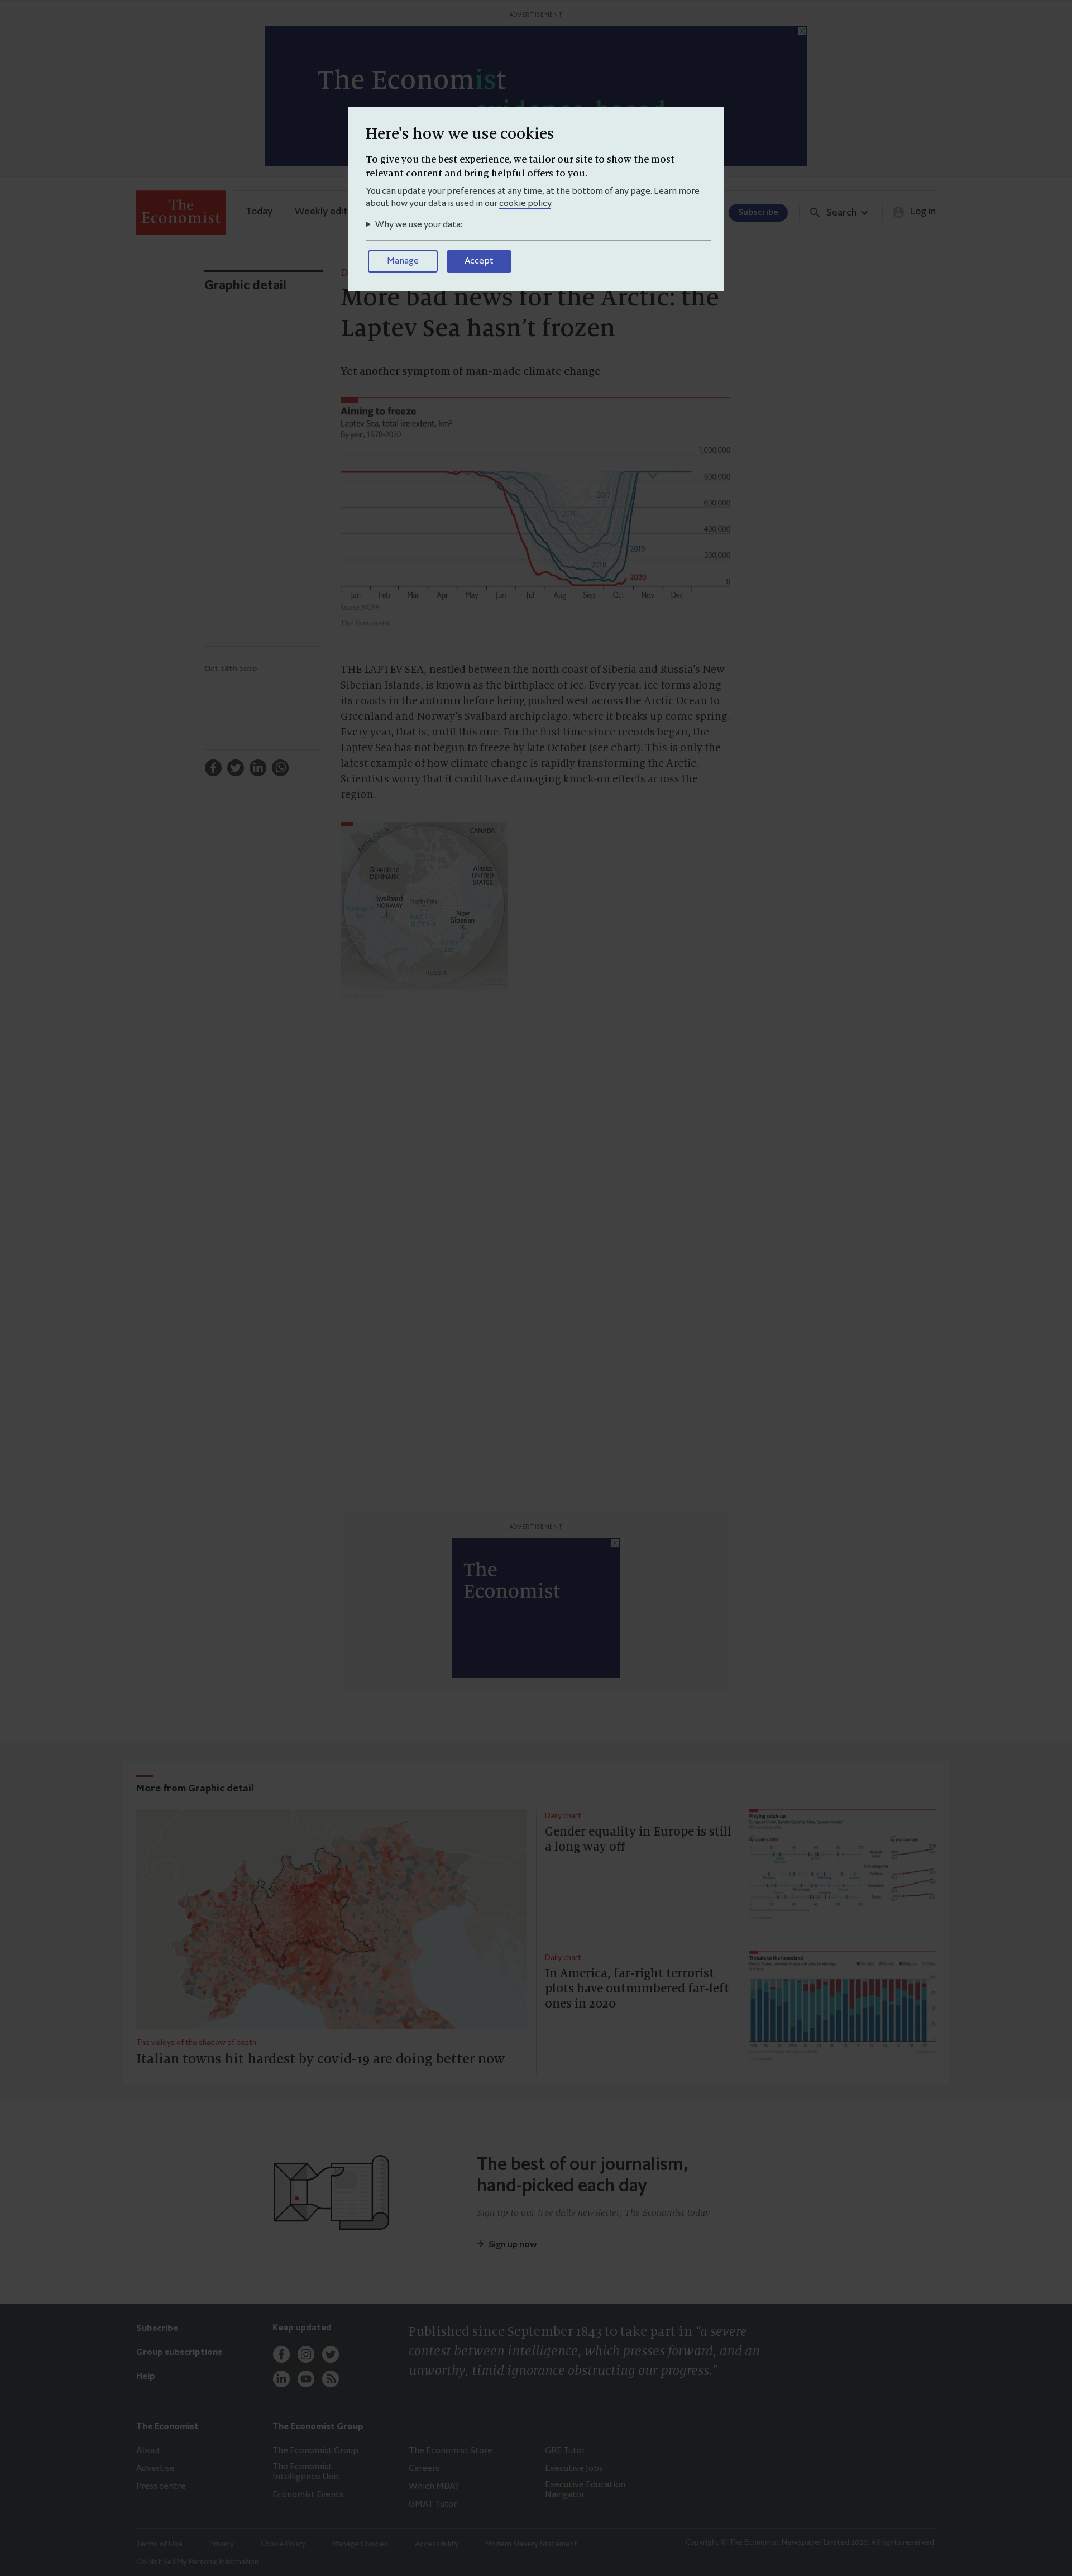 ADVERTISEMENT
The Economist
The
Economist
Today
Weekly edit
Subscribe
Search
Log in
Here's how we use cookies
To give you the best experience, we tailor our site to show the most
relevant content and bring helpful offers to you.
You can update your preferences at any time, at the bottom of any page. Learn more
about how your data is used in our cookie policy.
Why we use your data:
Manage
Accept
Graphic detail
More bad news for the Arctic: the
Laptev Sea hasn't frozen
Yet another symptom of man-made climate change
Aiming to freeze
Laptev Sea, total ice extent, km²
By year, 1979-2020
1,000,000
800,000
2017
600,000
400,000
2019
200,000
2018
2020
0
Jan Feb Mar Apr May Jun Jul Aug Sep Oct Nov Dec
Source: NOAA
The Economist
Oct 28th 2020
THE LAPTEV SEA, nestled between the north coast of Siberia and Russia's New
Siberian Islands, is known as the birthplace of ice. Every year, ice forms along
its coasts in the autumn before being pushed west across the Arctic Ocean to
Greenland and Norway's Svalbard archipelago, where it breaks up come spring.
Every year, that is, until this one. For the first time since records began, the
Laptev Sea has not begun to freeze by late October (see chart). This is only the
latest example of how climate change is rapidly transforming the Arctic.
Scientists worry that it could have damaging knock-on effects across the
region.
Arctic Circle
CANADA
Greenland
DENMARK
Alaska
UNITED
STATES
Svalbard
NORWAY
North Pole
ARCTIC
OCEAN
New
Siberian
Is.
Laptev
Sea
RUSSIA
ADVERTISEMENT
The
Economist
More from Graphic detail
Daily chart
Gender equality in Europe is still
a long way off
Playing catch-up
Daily chart
In America, far-right terrorist
plots have outnumbered far-left
ones in 2020
Threats to the homeland
The valleys of the shadow of death
Italian towns hit hardest by covid-19 are doing better now
The best of our journalism,
hand-picked each day
Sign up to our free daily newsletter, The Economist today
Sign up now
Subscribe
Group subscriptions
Help
Keep updated
Published since September 1843 to take part in “a severe
contest between intelligence, which presses forward, and an
unworthy, timid ignorance obstructing our progress.”
The Economist
About
Advertise
Press centre
The Economist Group
The Economist Group
The Economist
Intelligence Unit
Economist Events
The Economist Store
Careers
Which MBA?
GMAT Tutor
GRE Tutor
Executive Jobs
Executive Education
Navigator
Terms of Use
Privacy
Cookie Policy
Manage Cookies
Accessibility
Modern Slavery Statement
Copyright © The Economist Newspaper Limited 2020. All rights reserved.
Do Not Sell My Personal Information